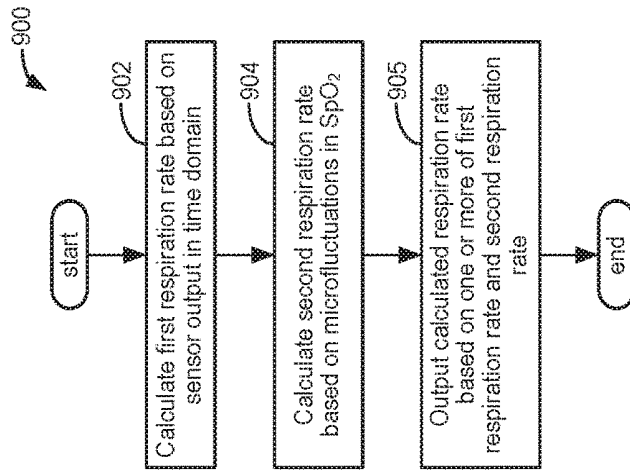 900
start
902
Calculate first respiration rate based on
sensor output in time domain
904
Calculate second respiration rate
based on microfluctuations in SpO₂
905
Output calculated respiration rate
based on one or more of first
respiration rate and second respiration
rate
end